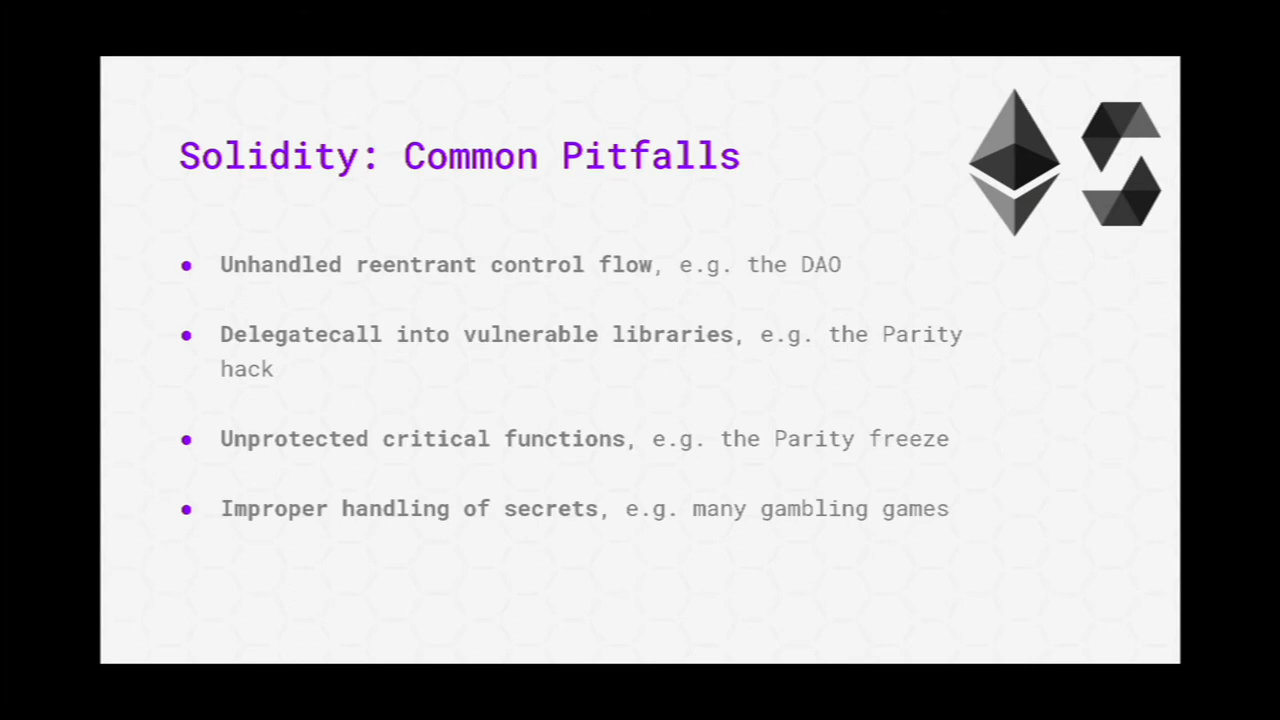 Solidity: Common Pitfalls
● Unhandled reentrant control flow, e.g. the DAO
● Delegatecall into vulnerable libraries, e.g. the Parity
hack
● Unprotected critical functions, e.g. the Parity freeze
● Improper handling of secrets, e.g. many gambling games